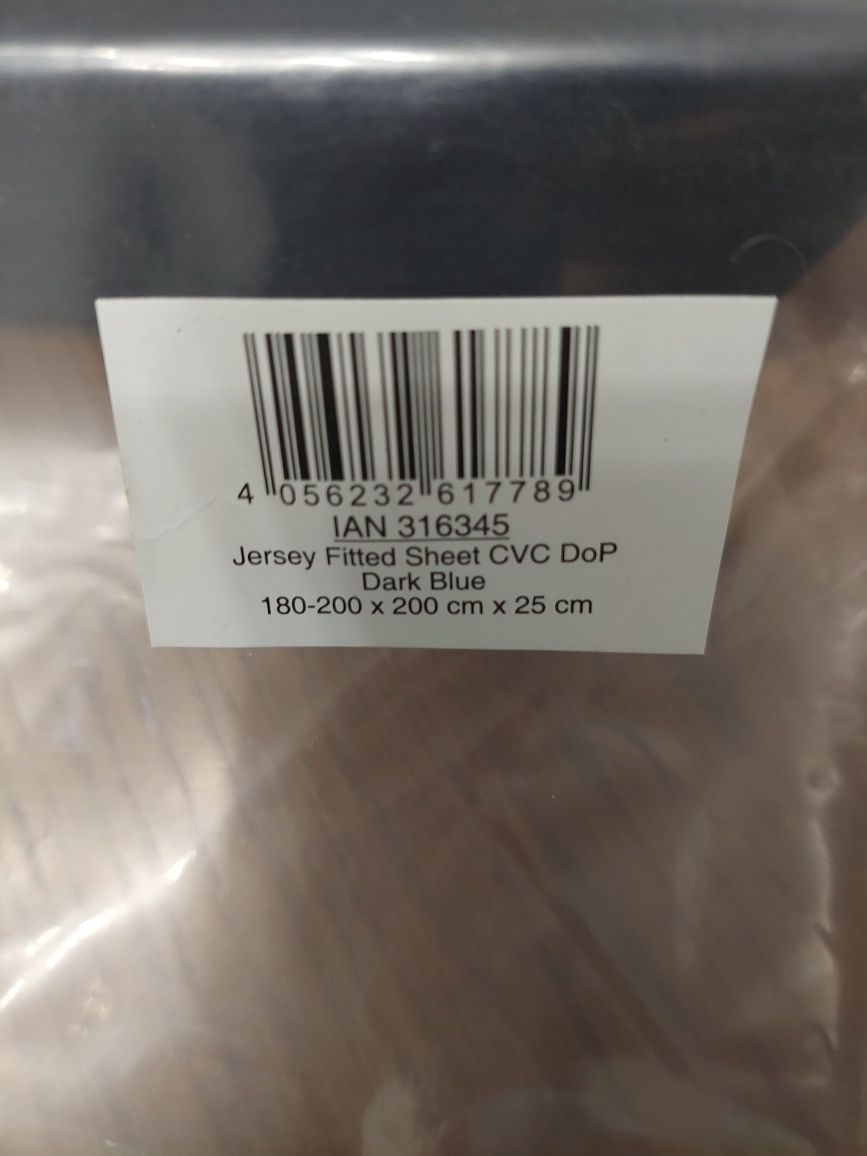 4 056232 617789
IAN 316345
Jersey Fitted Sheet CVC DoP
Dark Blue
180-200 x 200 cm x 25 cm